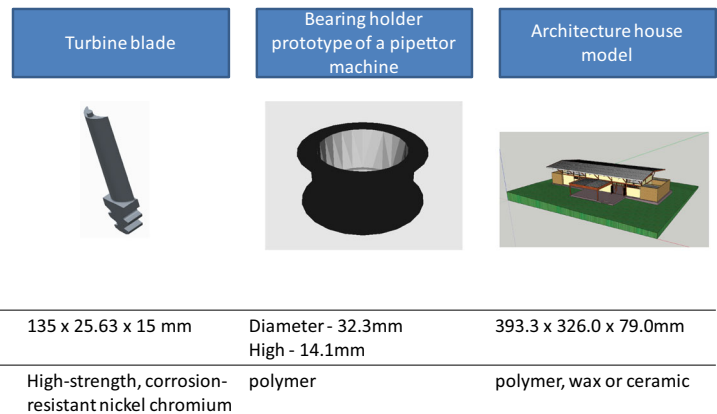 Turbine blade
Bearing holder
prototype of a pipettor
machine
Architecture house
model
135 x 25.63 x 15 mm
Diameter - 32.3mm
High - 14.1mm
393.3 x 326.0 x 79.0mm
High-strength, corrosion-
resistant nickel chromium
polymer
polymer, wax or ceramic